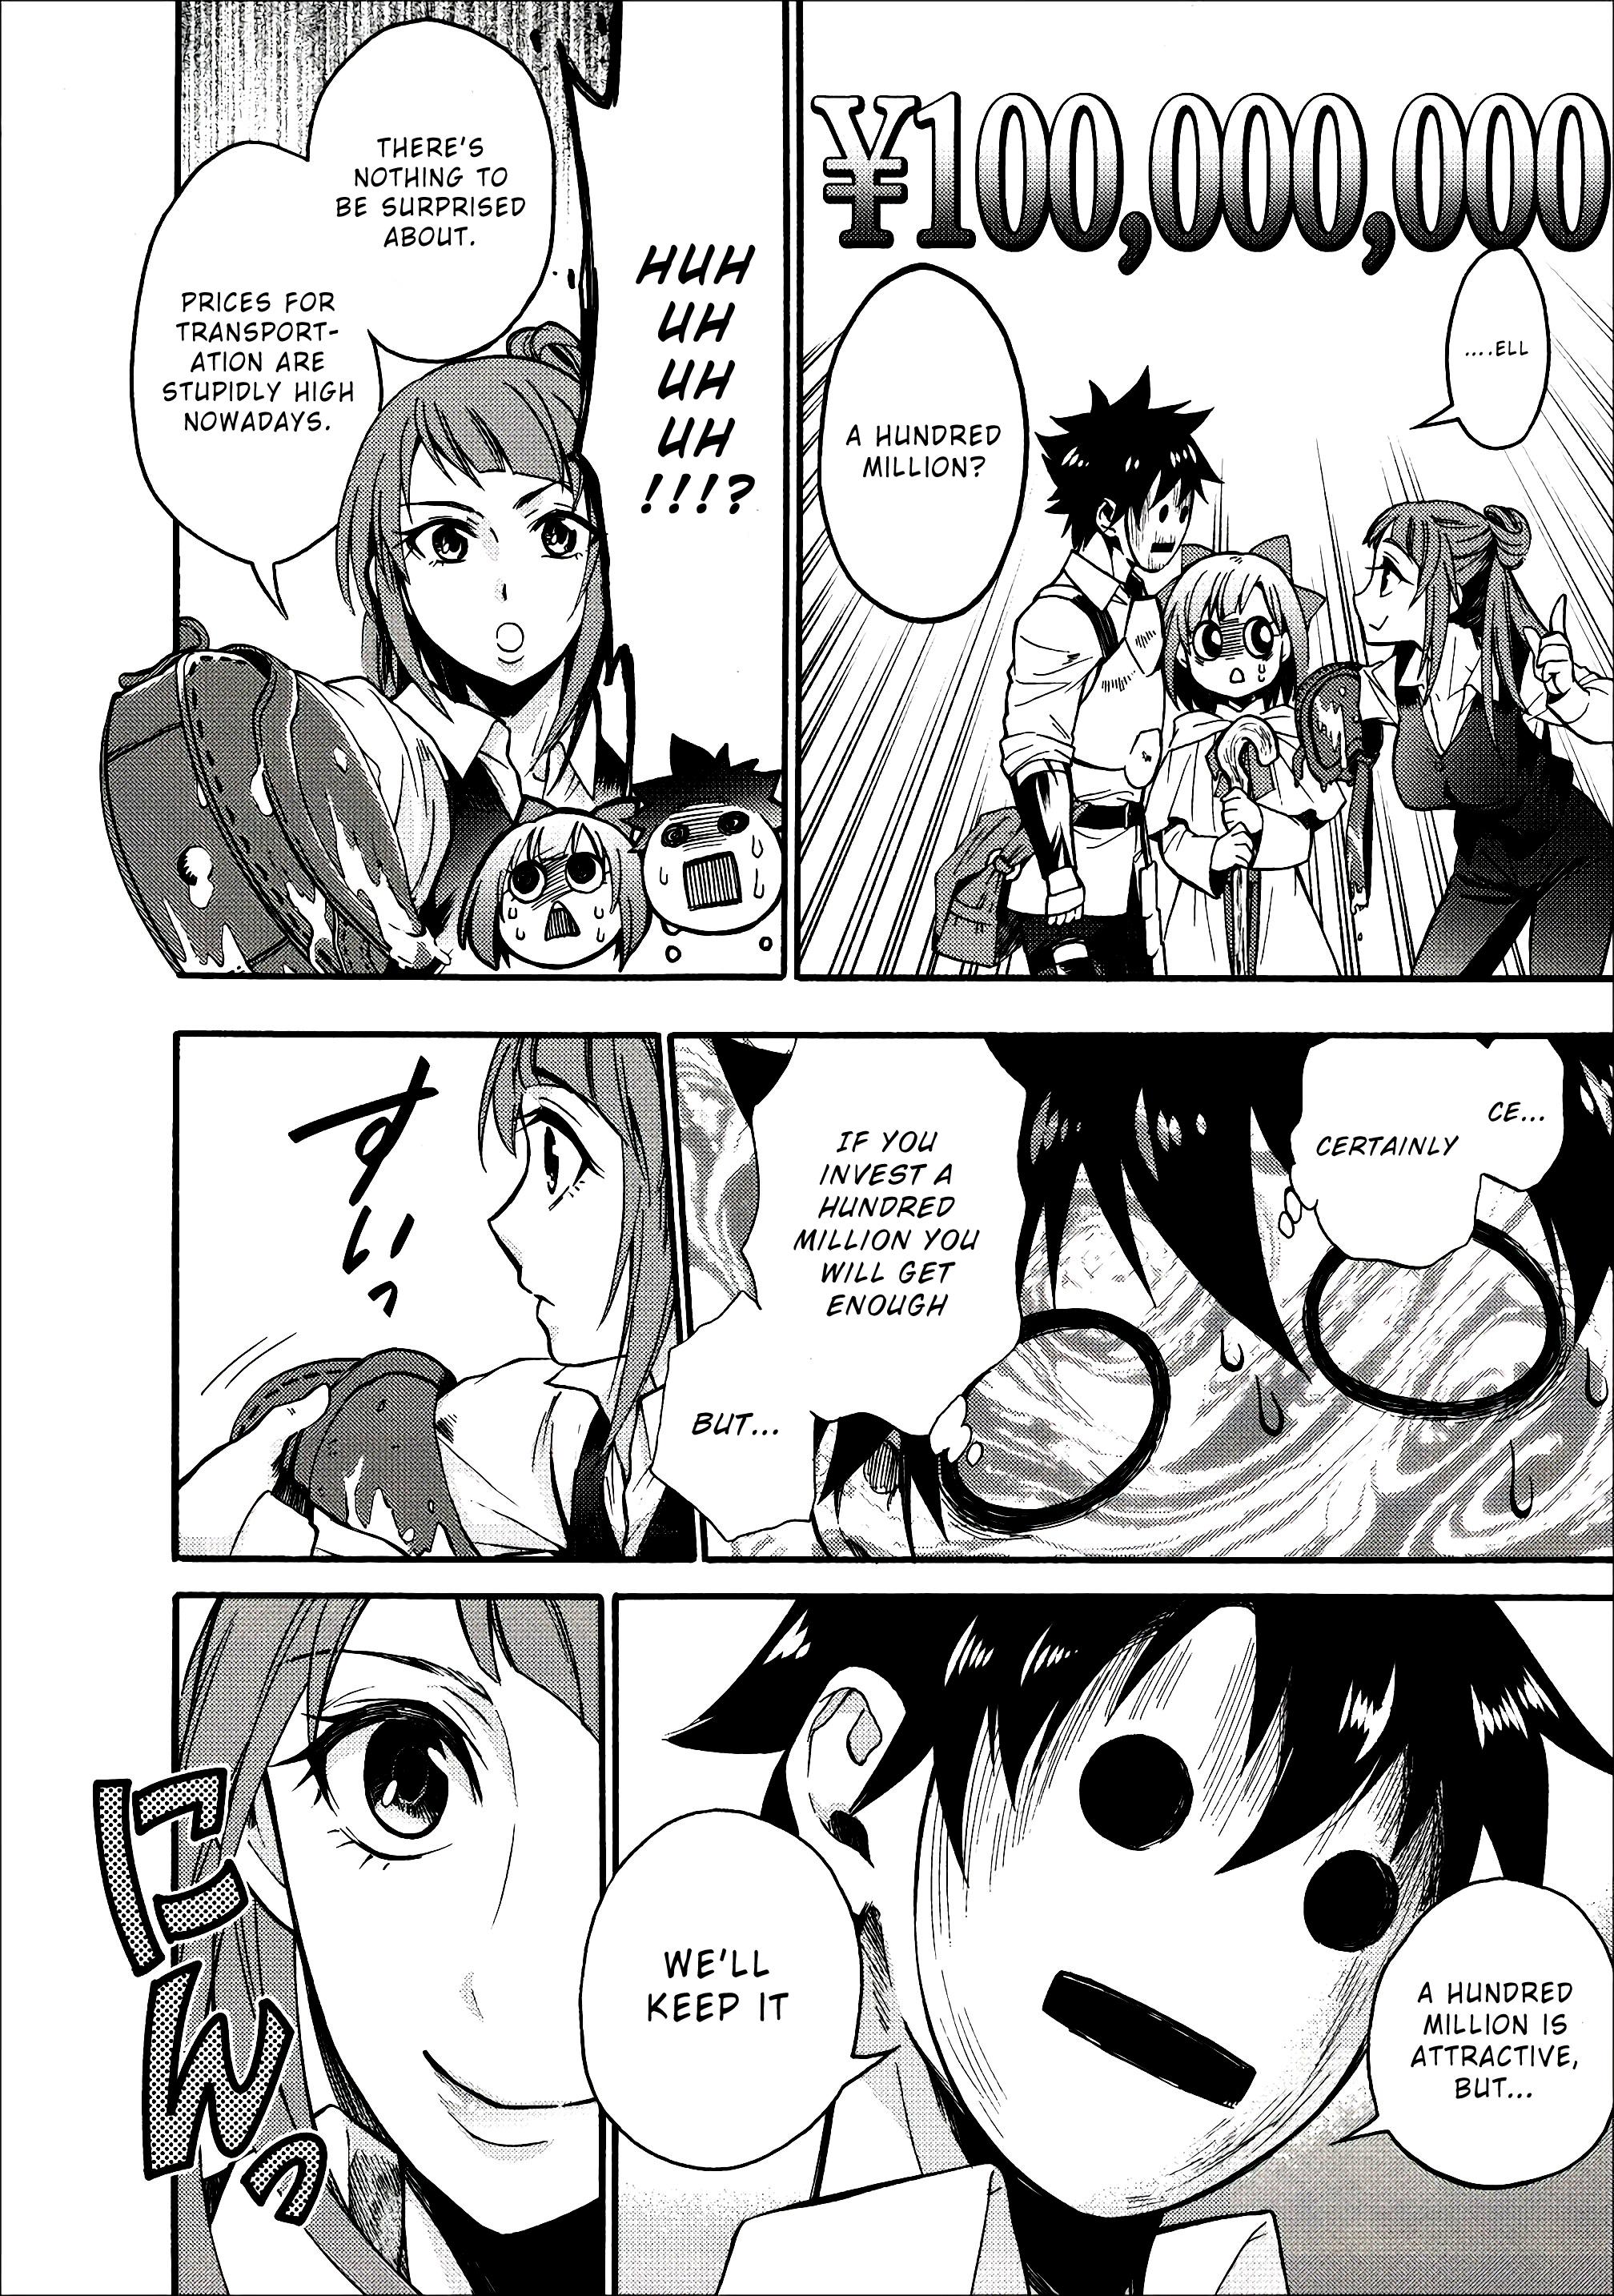 ¥100,000,000
....ELL
A HUNDRED
MILLION?
HUH
UH
UH
UH
!!!?
THERE'S
NOTHING TO
BE SURPRISED
ABOUT.
PRICES FOR
TRANSPORT-
ATION ARE
STUPIDLY HIGH
NOWADAYS.
CE...
CERTAINLY
IF YOU
INVEST A
HUNDRED
MILLION YOU
WILL GET
ENOUGH
BUT...
すいっ
A HUNDRED
MILLION IS
ATTRACTIVE,
BUT...
WE'LL
KEEP IT
にんっ